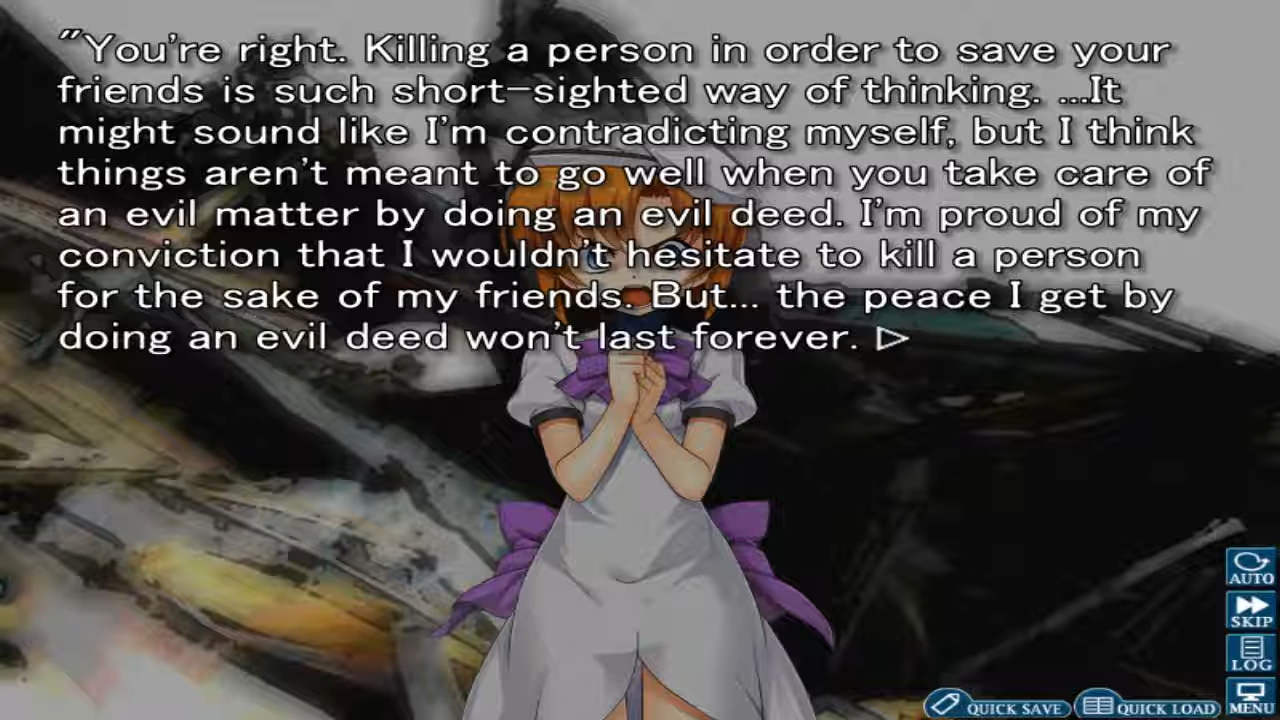 "You're right. Killing a person in order to save your
friends is such short-sighted way of thinking. ...It
might sound like I'm contradicting myself, but I think
things aren't meant to go well when you take care of
an evil matter by doing an evil deed. I'm proud of my
conviction that I wouldn't hesitate to kill a person
for the sake of my friends. But... the peace I get by
doing an evil deed won't last forever. ▷
AUTO
SKIP
LOG
MENU
QUICK SAVE
QUICK LOAD